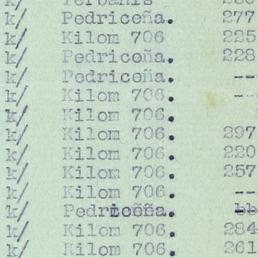 k/ Pedriceña. 277
k/ Kilom 706 225
k/ Pedriceña. 228
k/ Pedriceña. --
k/ Kilom 706. -
k/ Kilom 706.
k/ Kilom 706. 297
k/ Kilom 706. 220
k/ Kilom 706. 257
k/ Kilom 706. --
k/ Pedriceña. bb
k/ Kilom 706. 284
k/ Kilom 706. 261